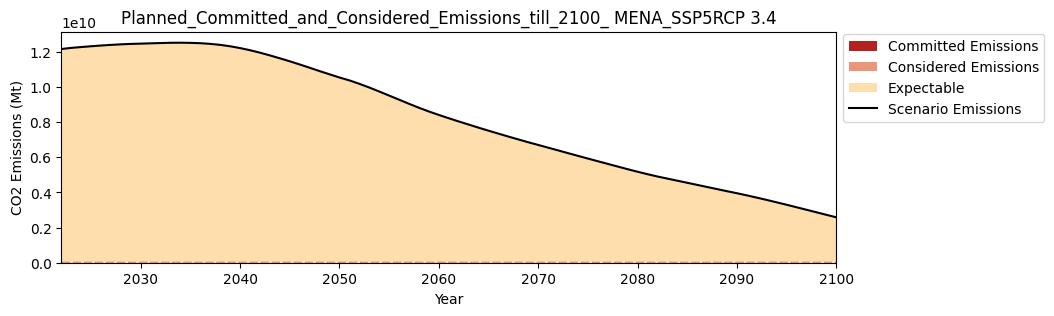 Planned_Committed_and_Considered_Emissions_till_2100_ MENA_SSP5RCP 3.4
1e10
CO2 Emissions (Mt)
1.2
1.0
0.8
0.6
0.4
0.2
0.0
2030 2040 2050 2060 2070 2080 2090 2100
Year
Committed Emissions
Considered Emissions
Expectable
Scenario Emissions